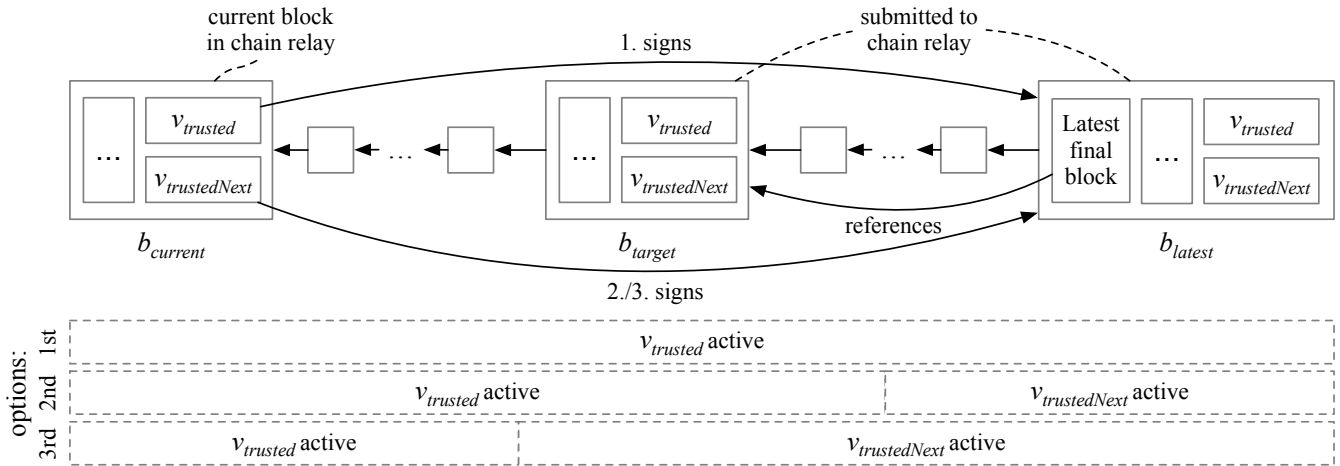 current block
in chain relay
1. signs
submitted to
chain relay
...
v_trusted
v_trustedNext
...
...
v_trusted
v_trustedNext
...
Latest
final
block
...
v_trusted
v_trustedNext
references
b_current
b_target
b_latest
2./3. signs
options:
1st
v_trusted active
2nd
v_trusted active
v_trustedNext active
3rd
v_trusted active
v_trustedNext active